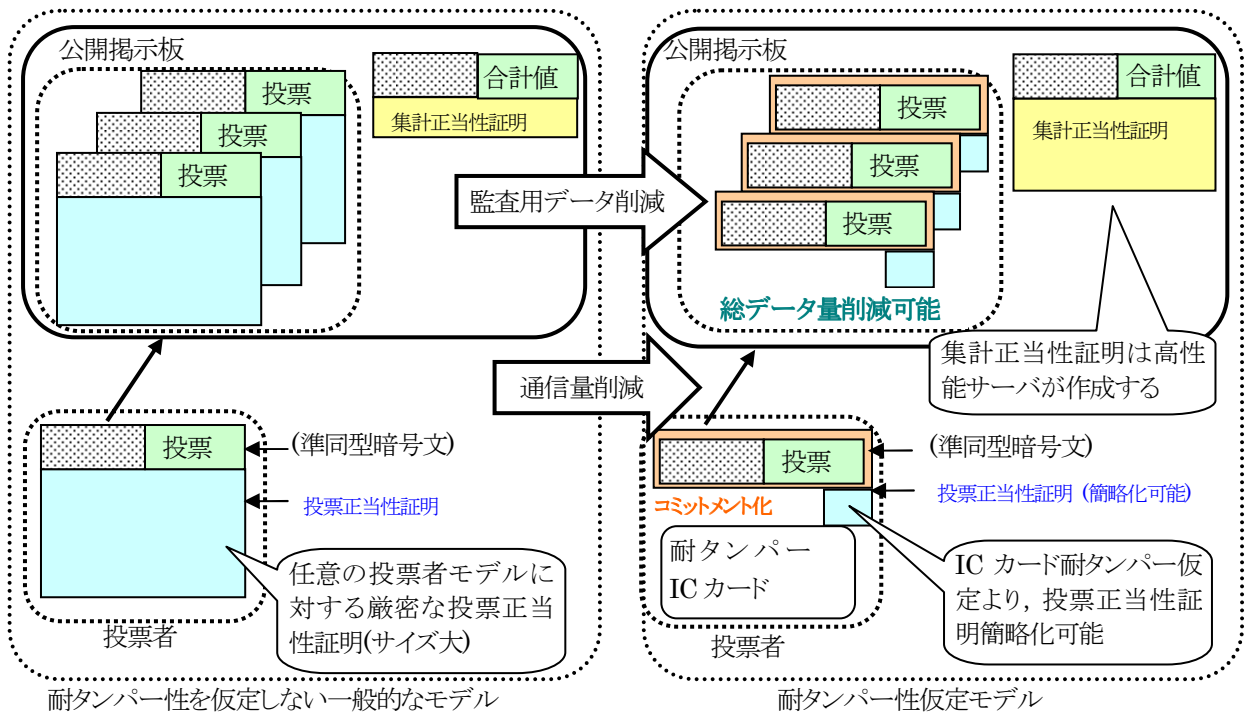 公開掲示板
投票
投票
投票
合計値
集計正当性証明
投票
(準同型暗号文)
投票正当性証明
任意の投票者モデルに
対する厳密な投票正当
性証明(サイズ大)
投票者
耐タンパー性を仮定しない一般的なモデル
監査用データ削減
通信量削減
公開掲示板
投票
投票
投票
総データ量削減可能
合計値
集計正当性証明
集計正当性証明は高性
能サーバが作成する
投票
(準同型暗号文)
コミットメント化
投票正当性証明 (簡略化可能)
耐タンパー
IC カード
IC カード耐タンパー仮
定より, 投票正当性証
明簡略化可能
投票者
耐タンパー性仮定モデル